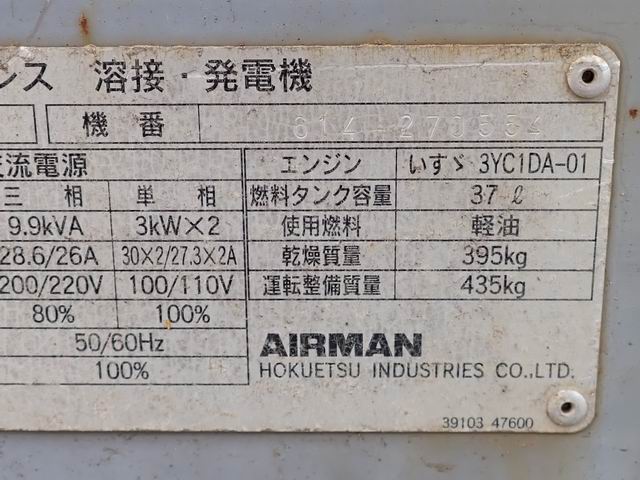 ンス 溶接・発電機
機番 614-270554
交流電源 エンジン いすゞ 3YC1DA-01
三相 単相 燃料タンク容量 37ℓ
9.9kVA 3kW×2 使用燃料 軽油
28.6/26A 30×2/27.3×2A 乾燥質量 395kg
200/220V 100/110V 運転整備質量 435kg
80% 100%
50/60Hz
100%
AIRMAN
HOKUETSU INDUSTRIES CO.,LTD.
39103 47600